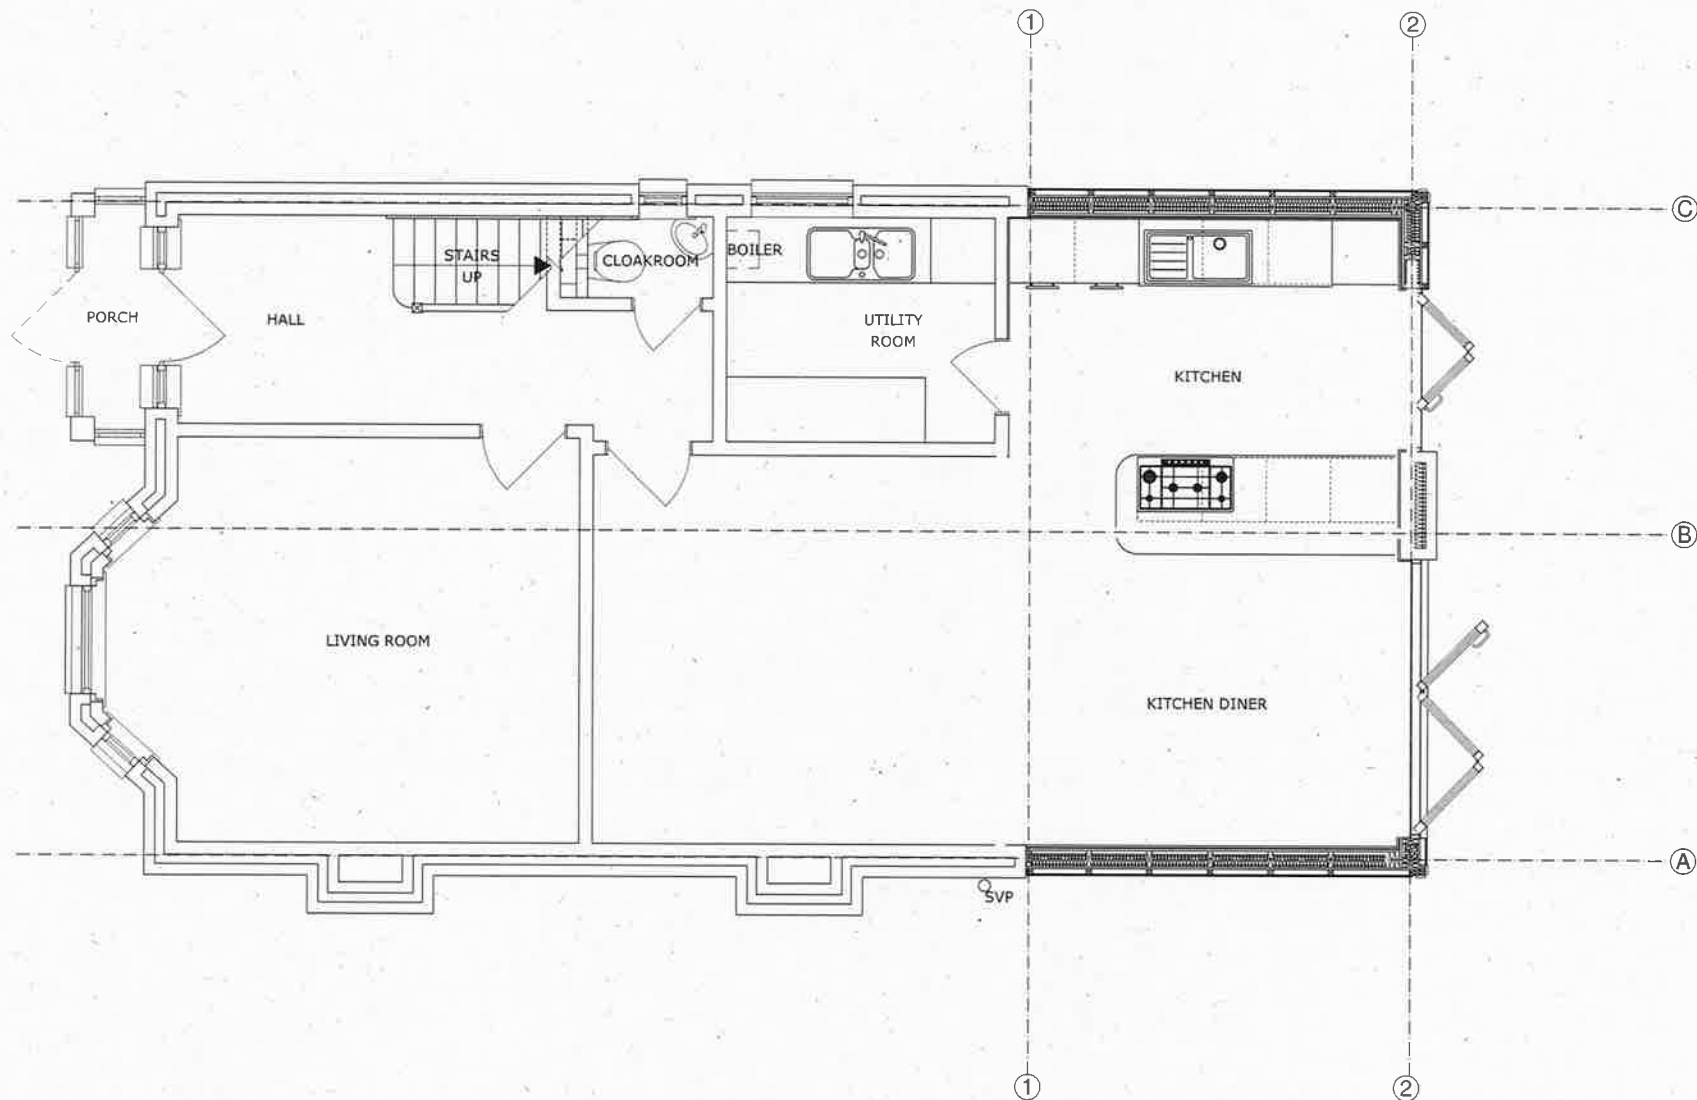 1
2
C
STAIRS
UP
CLOAKROOM
BOILER
PORCH
HALL
UTILITY
ROOM
KITCHEN
B
LIVING ROOM
KITCHEN DINER
A
SVP
1
2